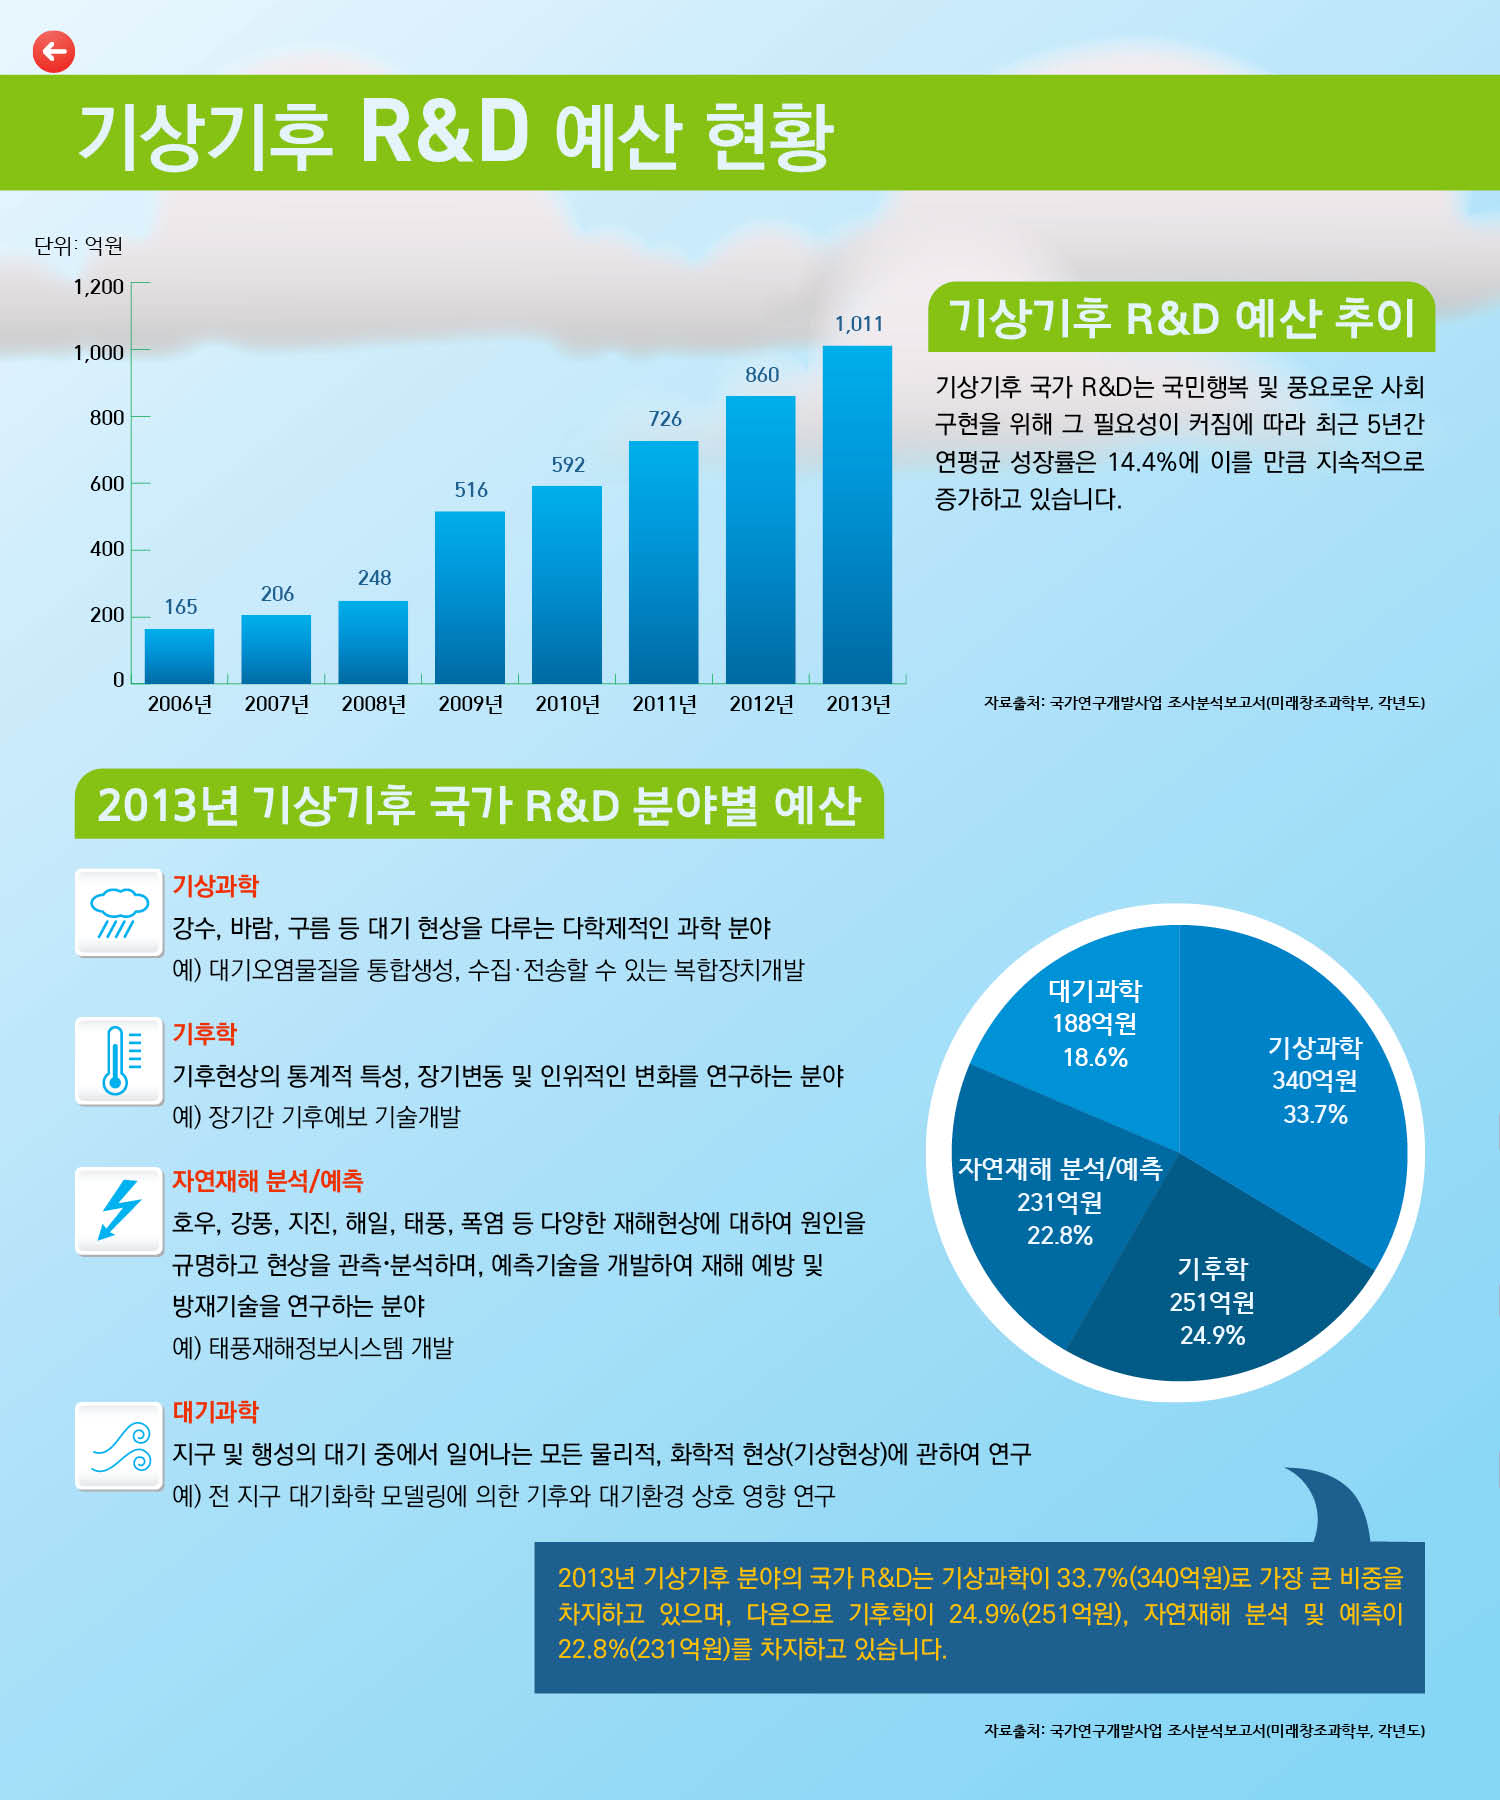 기상기후 R&D 예산 현황
단위: 억원
1,200
1,000
800
600
400
200
0
165
206
248
516
592
726
860
1,011
2006년
2007년
2008년
2009년
2010년
2011년
2012년
2013년
기상기후 R&D 예산 추이
기상기후 국가 R&D는 국민행복 및 풍요로운 사회
구현을 위해 그 필요성이 커짐에 따라 최근 5년간
연평균 성장률은 14.4%에 이를 만큼 지속적으로
증가하고 있습니다.
자료출처: 국가연구개발사업 조사분석보고서(미래창조과학부, 각년도)
2013년 기상기후 국가 R&D 분야별 예산
기상과학
강수, 바람, 구름 등 대기 현상을 다루는 다학제적인 과학 분야
예) 대기오염물질을 통합생성, 수집·전송할 수 있는 복합장치개발
기후학
기후현상의 통계적 특성, 장기변동 및 인위적인 변화를 연구하는 분야
예) 장기간 기후예보 기술개발
자연재해 분석/예측
호우, 강풍, 지진, 해일, 태풍, 폭염 등 다양한 재해현상에 대하여 원인을
규명하고 현상을 관측·분석하며, 예측기술을 개발하여 재해 예방 및
방재기술을 연구하는 분야
예) 태풍재해정보시스템 개발
대기과학
지구 및 행성의 대기 중에서 일어나는 모든 물리적, 화학적 현상(기상현상)에 관하여 연구
예) 전 지구 대기화학 모델링에 의한 기후와 대기환경 상호 영향 연구
대기과학
188억원
18.6%
기상과학
340억원
33.7%
자연재해 분석/예측
231억원
22.8%
기후학
251억원
24.9%
2013년 기상기후 분야의 국가 R&D는 기상과학이 33.7%(340억원)로 가장 큰 비중을
차지하고 있으며, 다음으로 기후학이 24.9%(251억원), 자연재해 분석 및 예측이
22.8%(231억원)를 차지하고 있습니다.
자료출처: 국가연구개발사업 조사분석보고서(미래창조과학부, 각년도)